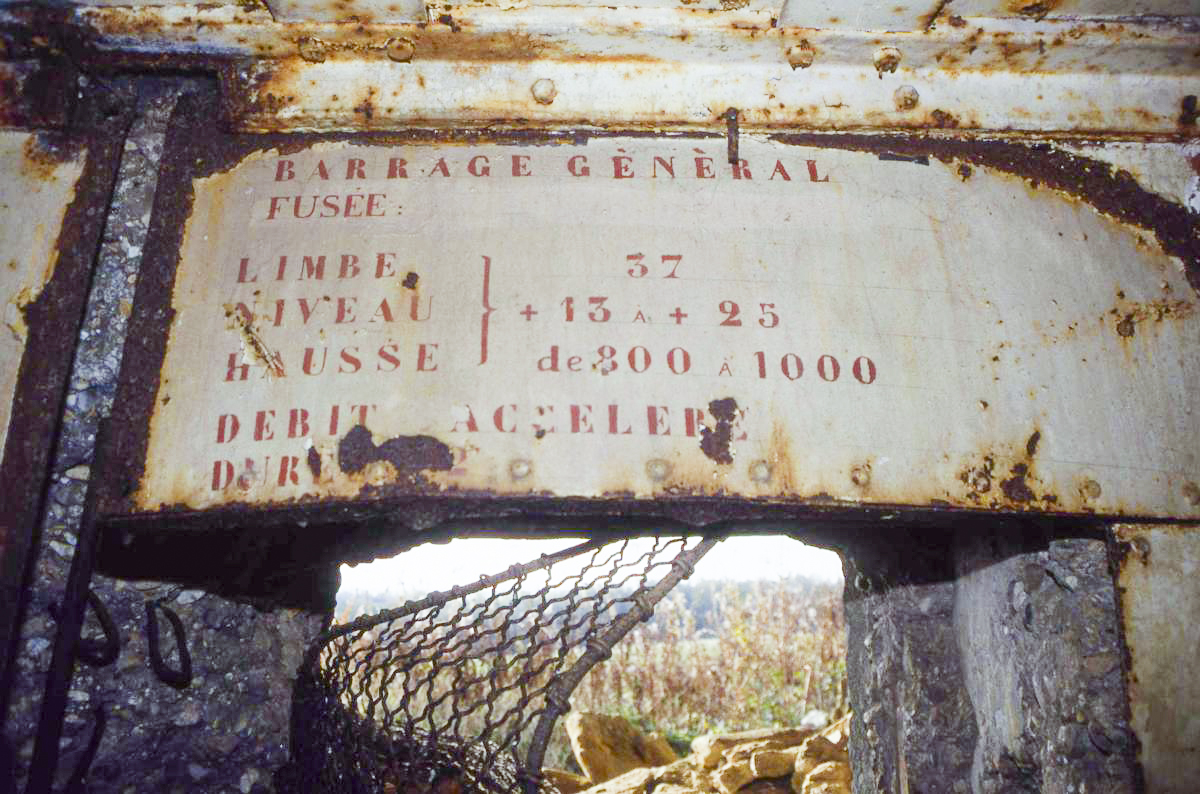 BARRAGE GÈNÈRAL
FUSÉE :
LIMBE 37
NIVEAU + 13 À + 25
HAUSSE de 800 À 1000
DEBIT ACCELERE